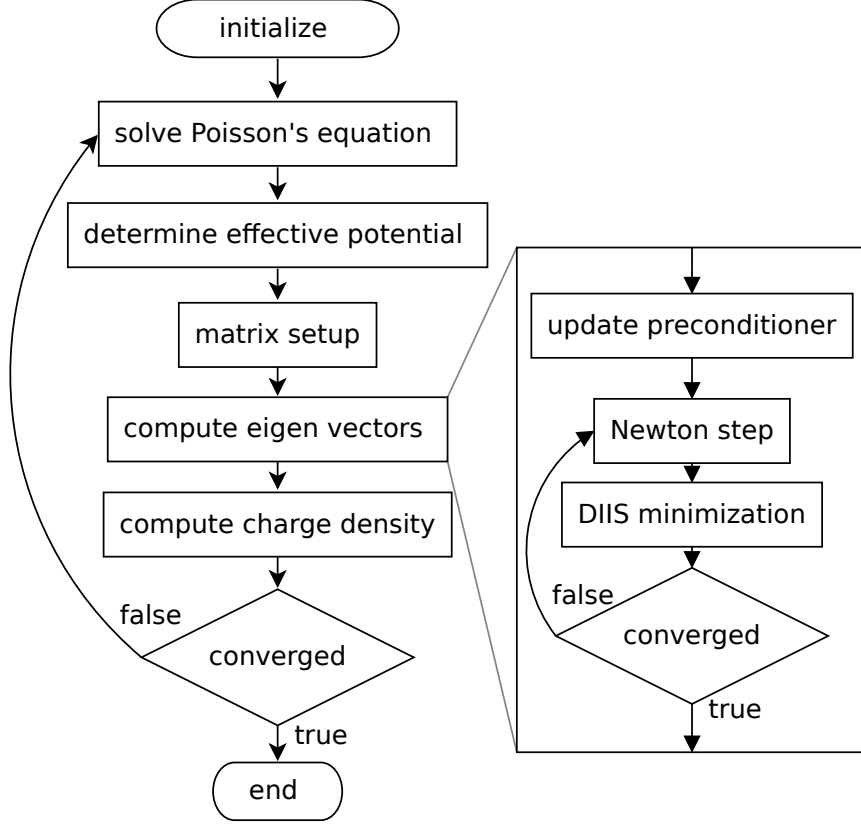 initialize
solve Poisson's equation
determine effective potential
matrix setup
compute eigen vectors
compute charge density
false
converged
true
end
update preconditioner
Newton step
DIIS minimization
false
converged
true